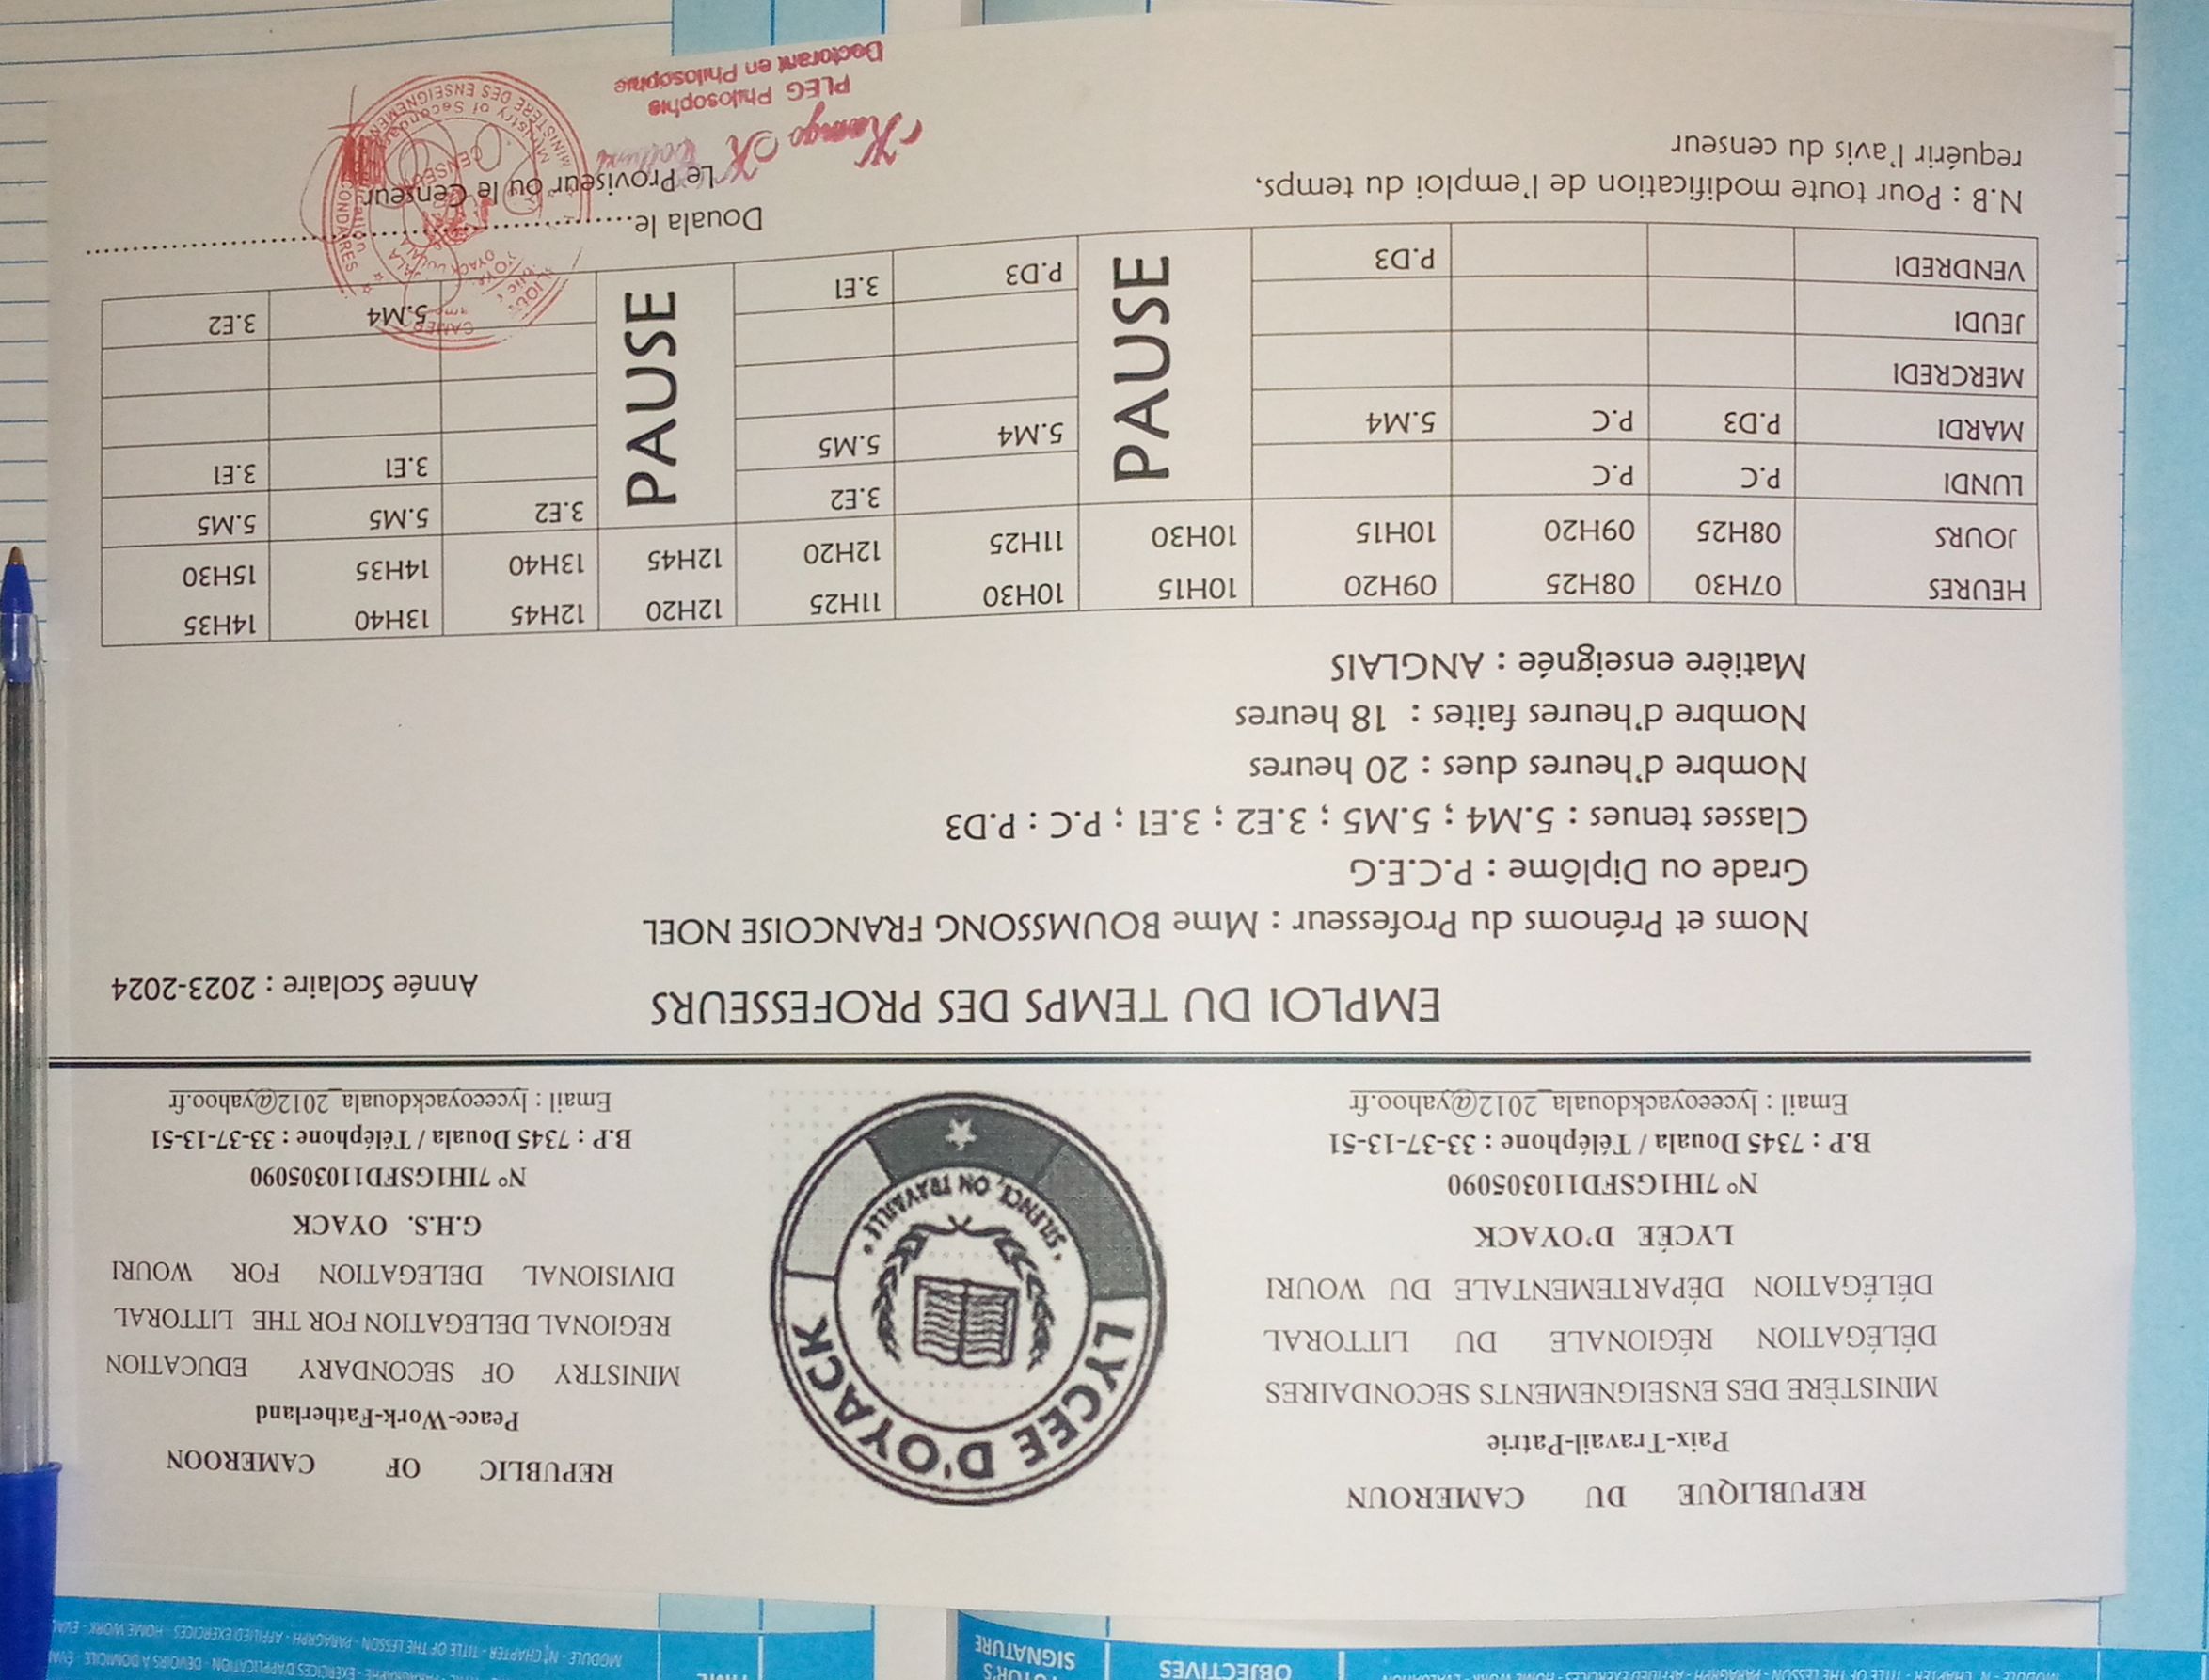 REPUBLIQUE DU CAMEROUN
Paix-Travail-Patrie
MINISTÈRE DES ENSEIGNEMENTS SECONDAIRES
DÉLÉGATION RÉGIONALE DU LITTORAL
DÉLÉGATION DÉPARTEMENTALE DU WOURI
LYCÉE D'OYACK
N° 7IH1GSFD110305090
B.P : 7345 Douala / Téléphone : 33-37-13-51
Email : lyceeoyackdouala_2012@yahoo.fr
LYCÉE D'OYACK
SILENCE, ON TRAVAILLE
REPUBLIC OF CAMEROON
Peace-Work-Fatherland
MINISTRY OF SECONDARY EDUCATION
REGIONAL DELEGATION FOR THE LITTORAL
DIVISIONAL DELEGATION FOR WOURI
G.H.S. OYACK
N° 7IH1GSFD110305090
B.P : 7345 Douala / Téléphone : 33-37-13-51
Email : lyceeoyackdouala_2012@yahoo.fr
EMPLOI DU TEMPS DES PROFESSEURS
Année Scolaire : 2023-2024
Noms et Prénoms du Professeur : Mme BOUMSSONG FRANCOISE NOEL
Grade ou Diplôme : P.C.E.G
Classes tenues : 5.M4 ; 5.M5 ; 3.E2 ; 3.E1 ; P.C : P.D3
Nombre d'heures dues : 20 heures
Nombre d'heures faites : 18 heures
Matière enseignée : ANGLAIS
HEURES 07H30 08H25 09H20 10H15 10H30 11H25 12H20 12H45 13H40 14H35
JOURS 08H25 09H20 10H15 10H30 11H25 12H20 12H45 13H40 14H35 15H30
LUNDI P.C P.C 3.E2 3.E2 5.M5 5.M5
MARDI P.D3 P.C 5.M4 5.M4 5.M5 3.E1 3.E1
MERCREDI
JEUDI
VENDREDI P.D3 P.D3 3.E1 5.M4 3.E2
PAUSE
PAUSE
N.B : Pour toute modification de l'emploi du temps,
requérir l'avis du censeur
Douala le
Le Proviseur ou le Censeur
PLEG Philosophie
Doctorant en Philosophie
MINISTERE DES ENSEIGNEMENT
CENSEUR
OBJECTIVES
SIGNATURE
MODULE - N° CHAPTER - TITLE OF THE LESSON - PARAGRPH - AFFLIED EXERCICES - HOME WORK